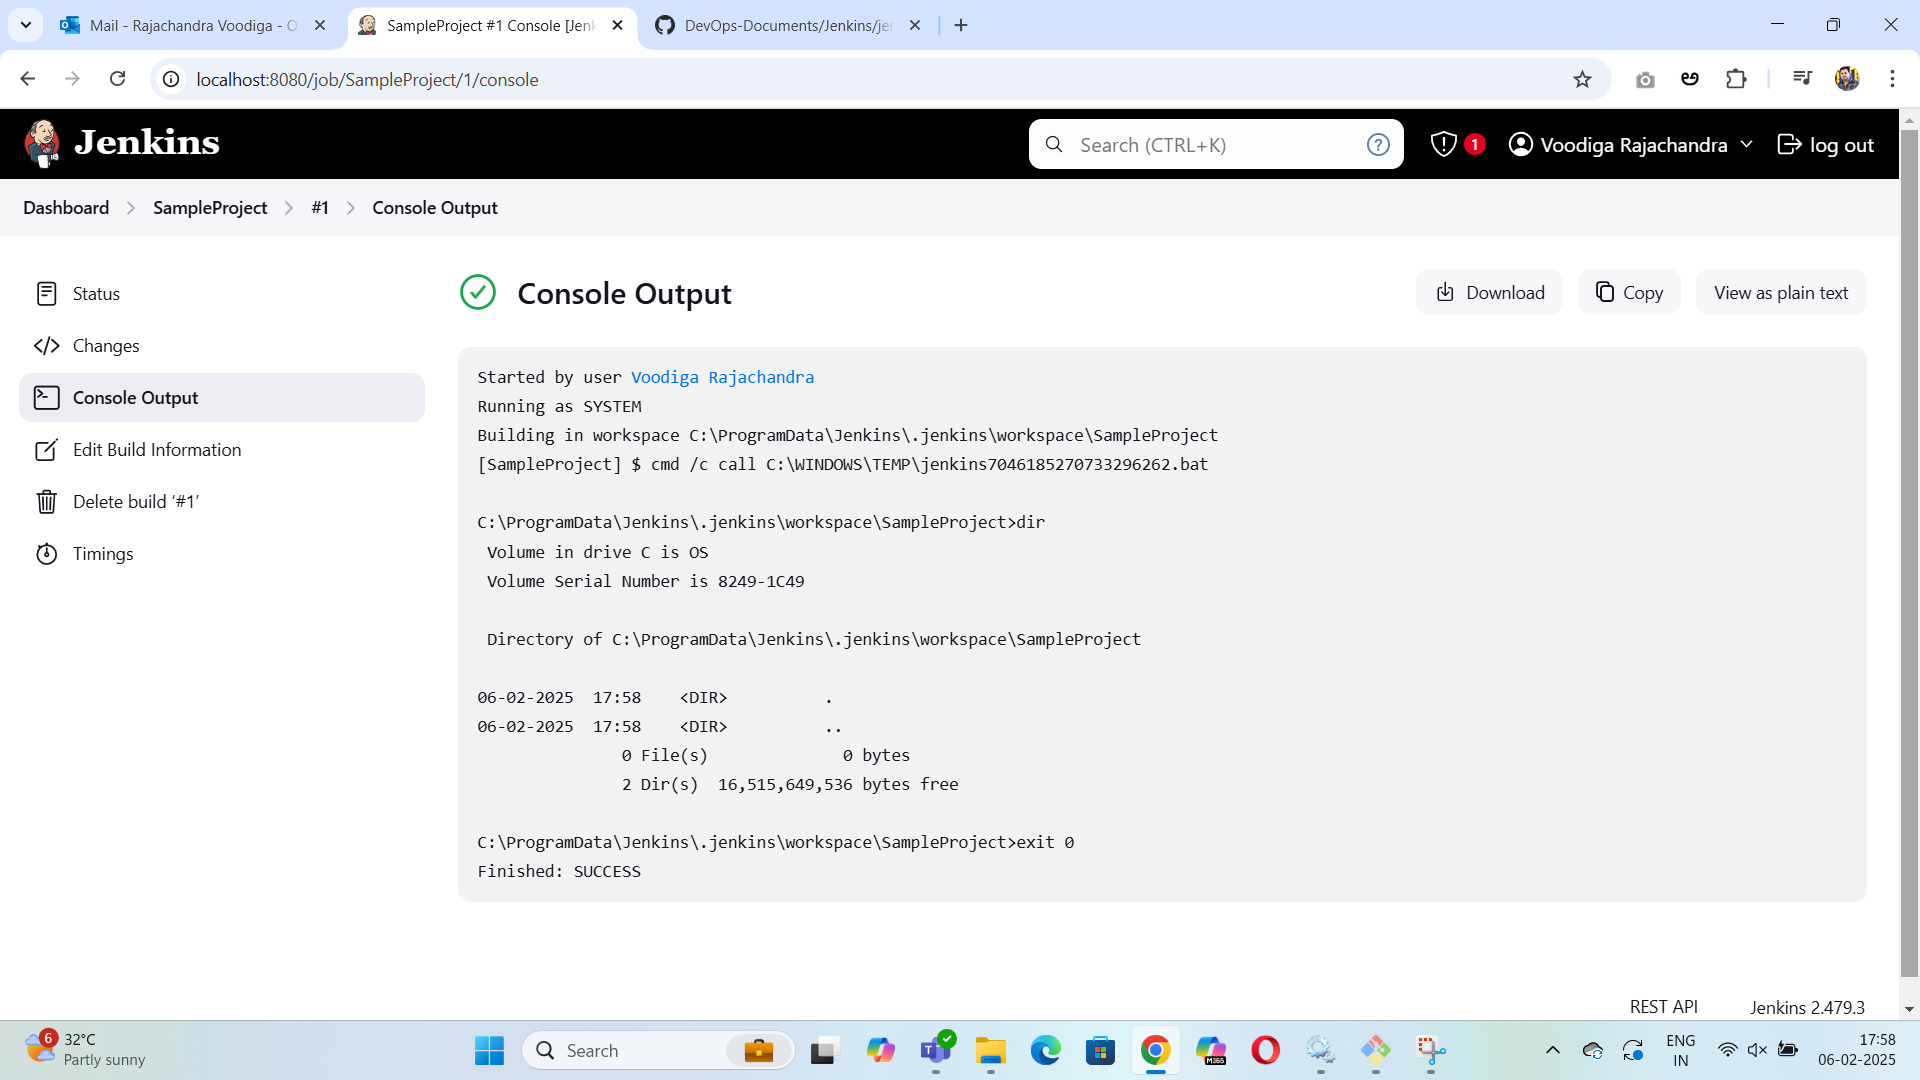 Mail - Rajachandra Voodiga - O
SampleProject #1 Console [Jenk
DevOps-Documents/Jenkins/jen
localhost:8080/job/SampleProject/1/console
Jenkins
Search (CTRL+K)
?
1
Voodiga Rajachandra
log out
Dashboard > SampleProject > #1 > Console Output
Status
Changes
Console Output
Edit Build Information
Delete build ‘#1’
Timings
Console Output
Download
Copy
View as plain text
Started by user Voodiga Rajachandra
Running as SYSTEM
Building in workspace C:\ProgramData\Jenkins\.jenkins\workspace\SampleProject
[SampleProject] $ cmd /c call C:\WINDOWS\TEMP\jenkins7046185270733296262.bat
C:\ProgramData\Jenkins\.jenkins\workspace\SampleProject>dir
Volume in drive C is OS
Volume Serial Number is 8249-1C49
Directory of C:\ProgramData\Jenkins\.jenkins\workspace\SampleProject
06-02-2025  17:58    <DIR>          .
06-02-2025  17:58    <DIR>          ..
0 File(s)              0 bytes
2 Dir(s)  16,515,649,536 bytes free
C:\ProgramData\Jenkins\.jenkins\workspace\SampleProject>exit 0
Finished: SUCCESS
REST API
Jenkins 2.479.3
6
32°C
Partly sunny
Search
M365
ENG
IN
17:58
06-02-2025